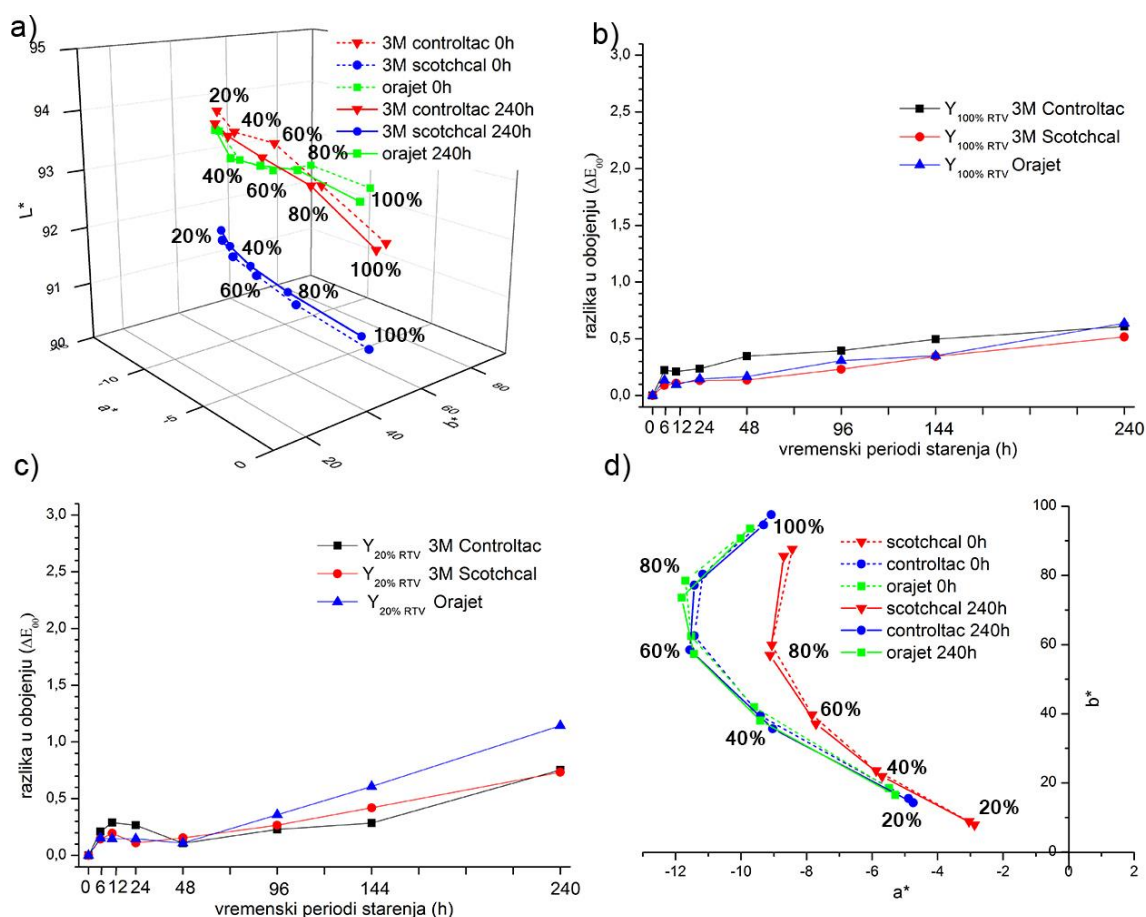 a)
95
94
93
92
91
90
L*
-15
-10
-5
0
a*
20
40
60
80
b*
3M controltac 0h
3M scotchcal 0h
orajet 0h
3M controltac 240h
3M scotchcal 240h
orajet 240h
20%
40%
60%
80%
100%
40%
60%
80%
100%
20%
40%
60%
80%
100%
b)
3,0
2,5
2,0
1,5
1,0
0,5
0,0
razlika u obojenju (ΔE00)
Y100% RTV 3M Controltac
Y100% RTV 3M Scotchcal
Y100% RTV Orajet
0 6 12 24 48 96 144 240
vremenski periodi starenja (h)
c)
3,0
2,5
2,0
1,5
1,0
0,5
0,0
razlika u obojenju (ΔE00)
Y20% RTV 3M Controltac
Y20% RTV 3M Scotchcal
Y20% RTV Orajet
0 6 12 24 48 96 144 240
vremenski periodi starenja (h)
d)
100%
80%
60%
40%
20%
80%
60%
40%
20%
scotchcal 0h
controltac 0h
orajet 0h
scotchcal 240h
controltac 240h
orajet 240h
100
80
60
40
20
0
b*
-12 -10 -8 -6 -4 -2 0 2
a*